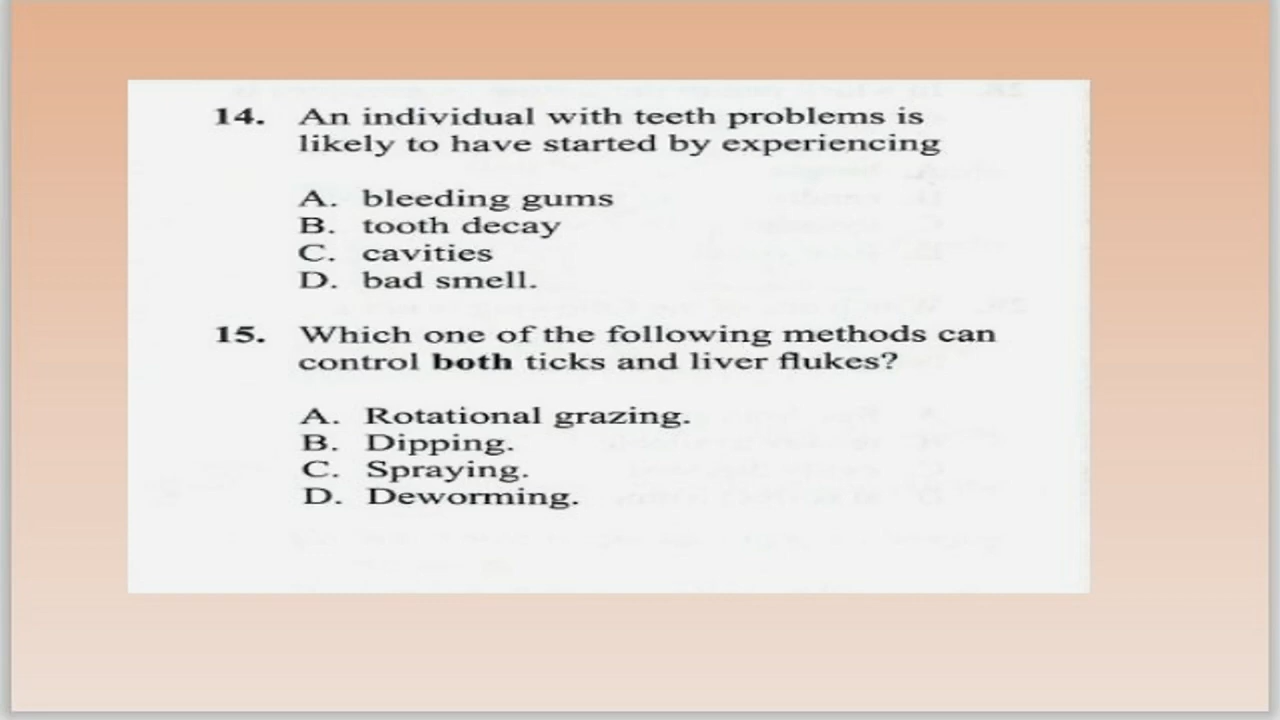 14. An individual with teeth problems is
likely to have started by experiencing
A. bleeding gums
B. tooth decay
C. cavities
D. bad smell.
15. Which one of the following methods can
control both ticks and liver flukes?
A. Rotational grazing.
B. Dipping.
C. Spraying.
D. Deworming.